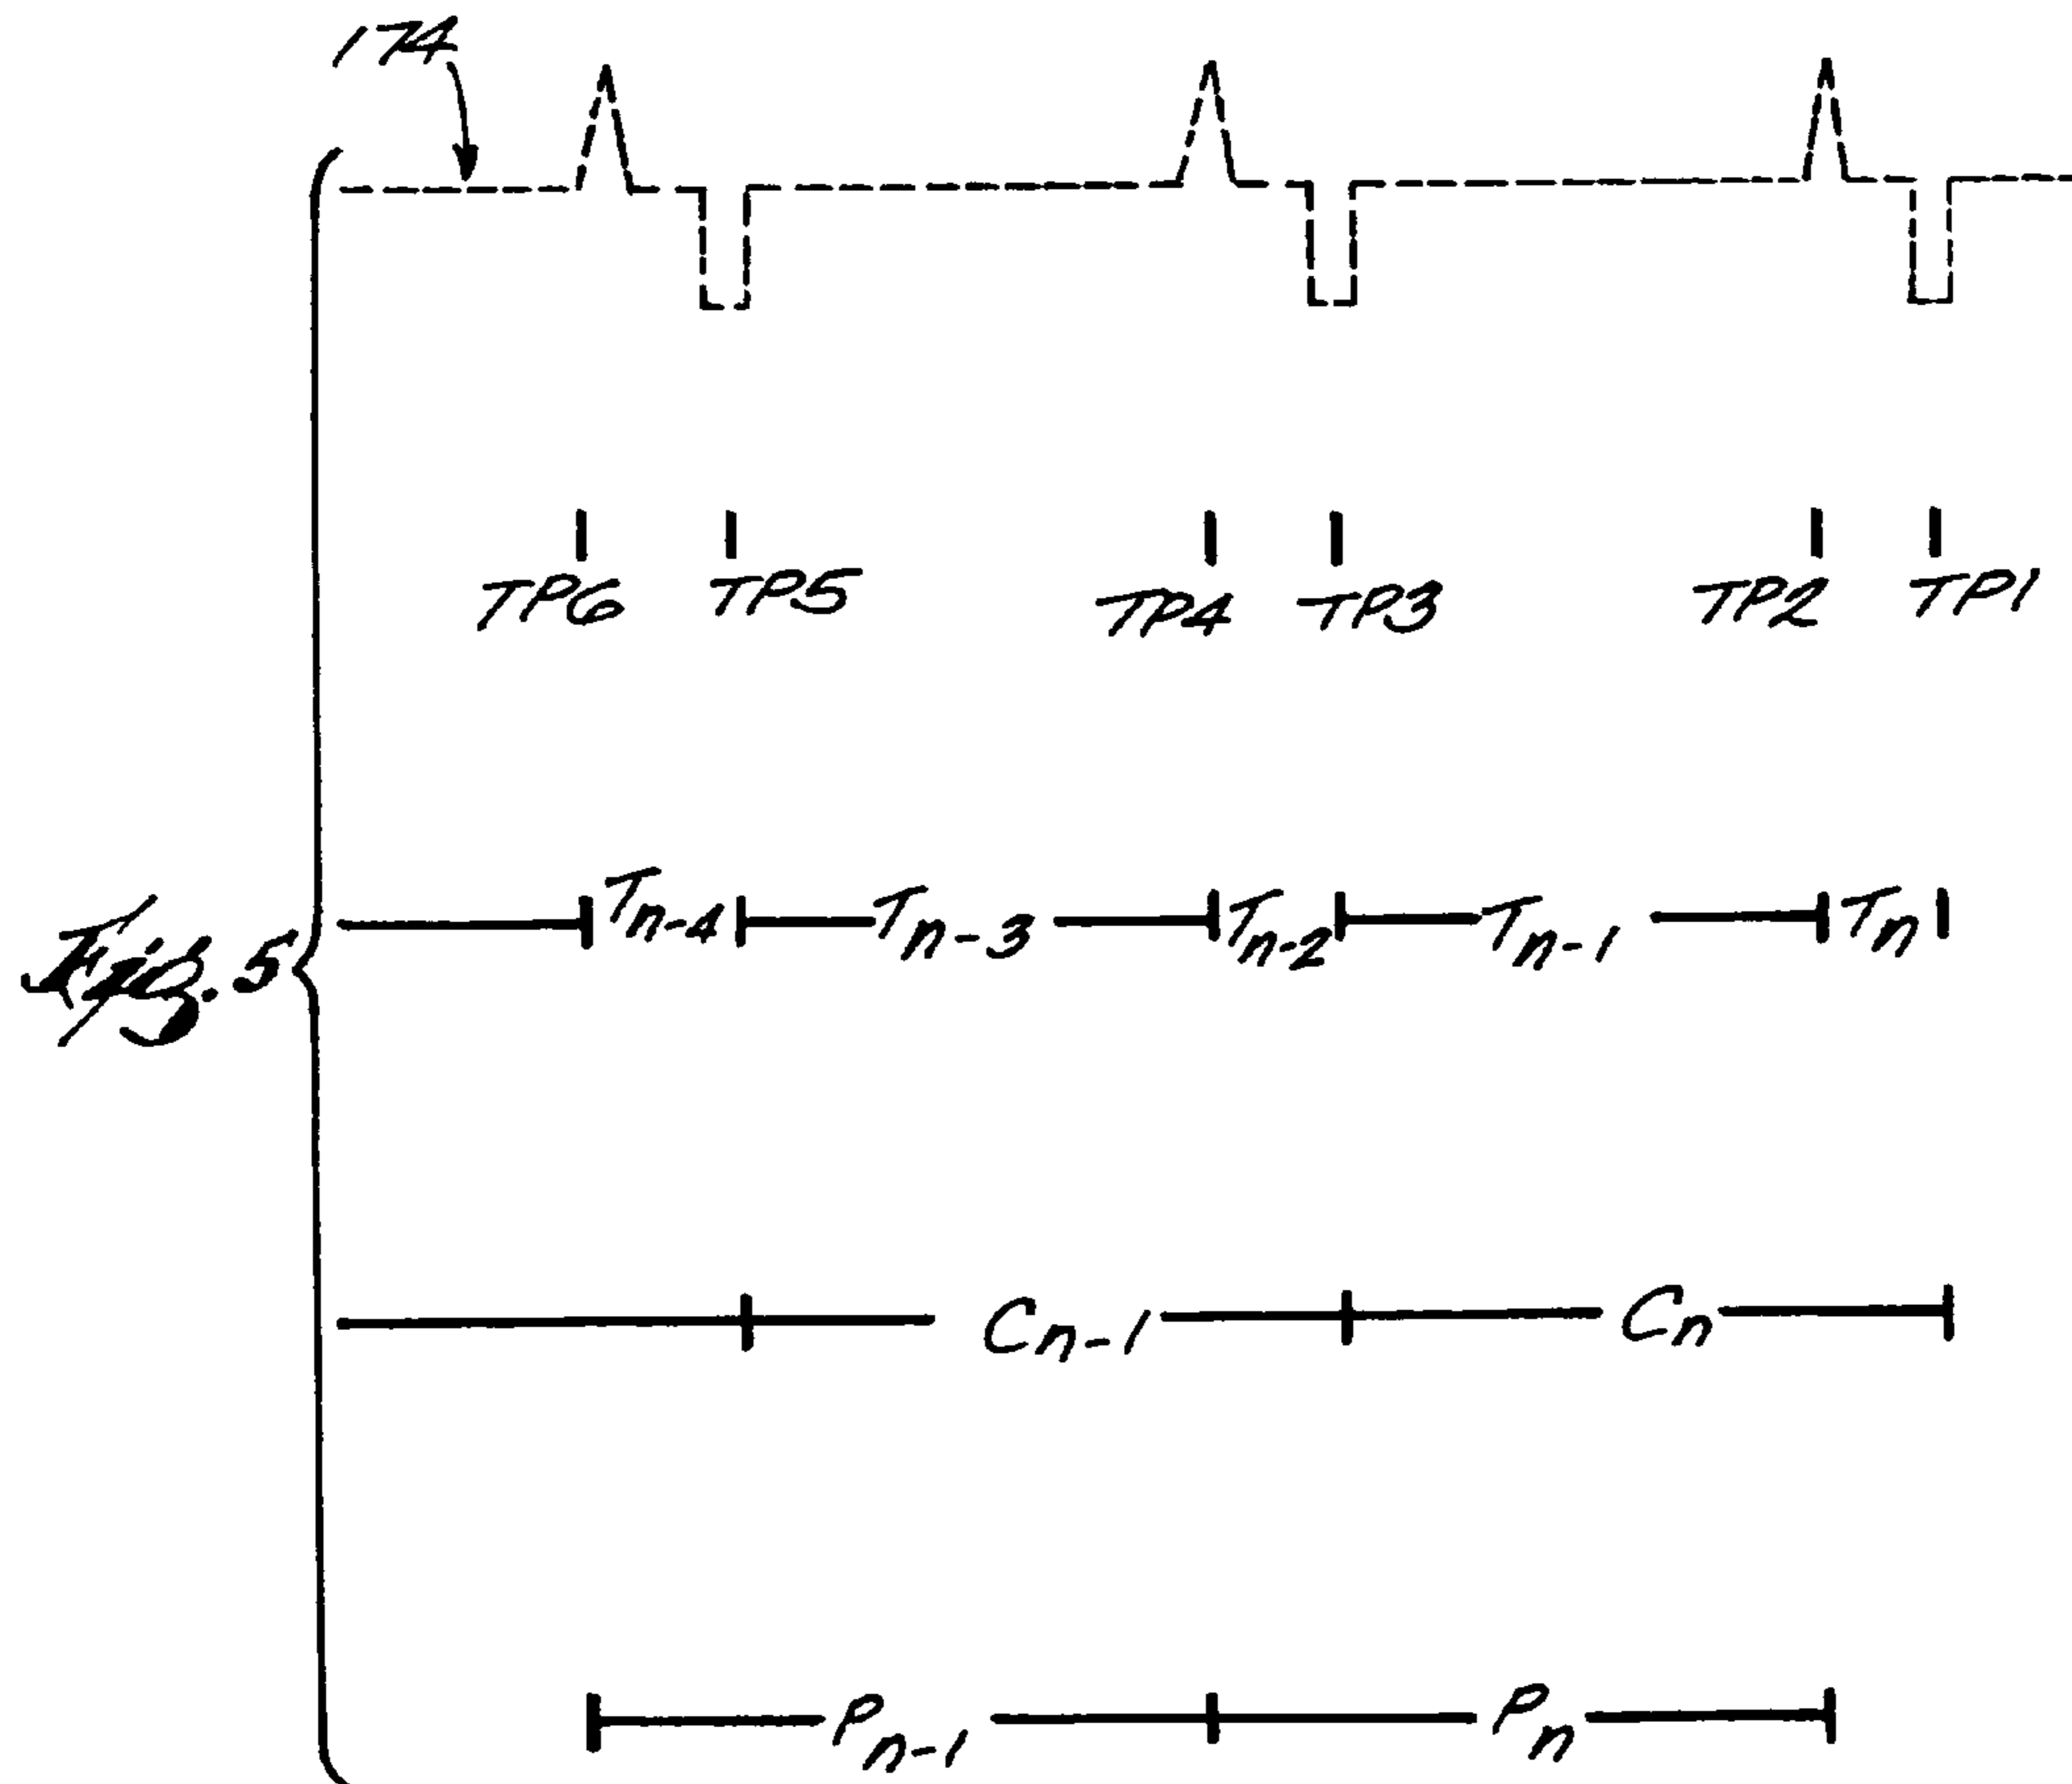 174
TP6 TP5 TP4 TP3 TP2 TP1
Tn-4 Tn-3 Tn-2 Tn-1 Tn
Fig. 5
Cn-1 Cn
Pn-1 Pn